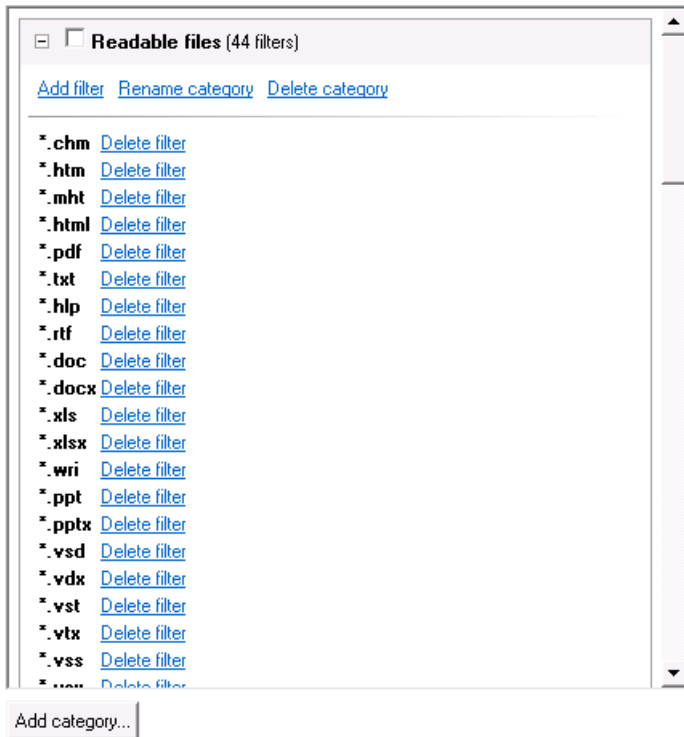 Readable files (44 filters)
Add filter Rename category Delete category
*.chm Delete filter
*.htm Delete filter
*.mht Delete filter
*.html Delete filter
*.pdf Delete filter
*.txt Delete filter
*.hlp Delete filter
*.rtf Delete filter
*.doc Delete filter
*.docx Delete filter
*.xls Delete filter
*.xlsx Delete filter
*.wri Delete filter
*.ppt Delete filter
*.pptx Delete filter
*.vsd Delete filter
*.vdx Delete filter
*.vst Delete filter
*.vtx Delete filter
*.vss Delete filter
Delete filter
Add category...